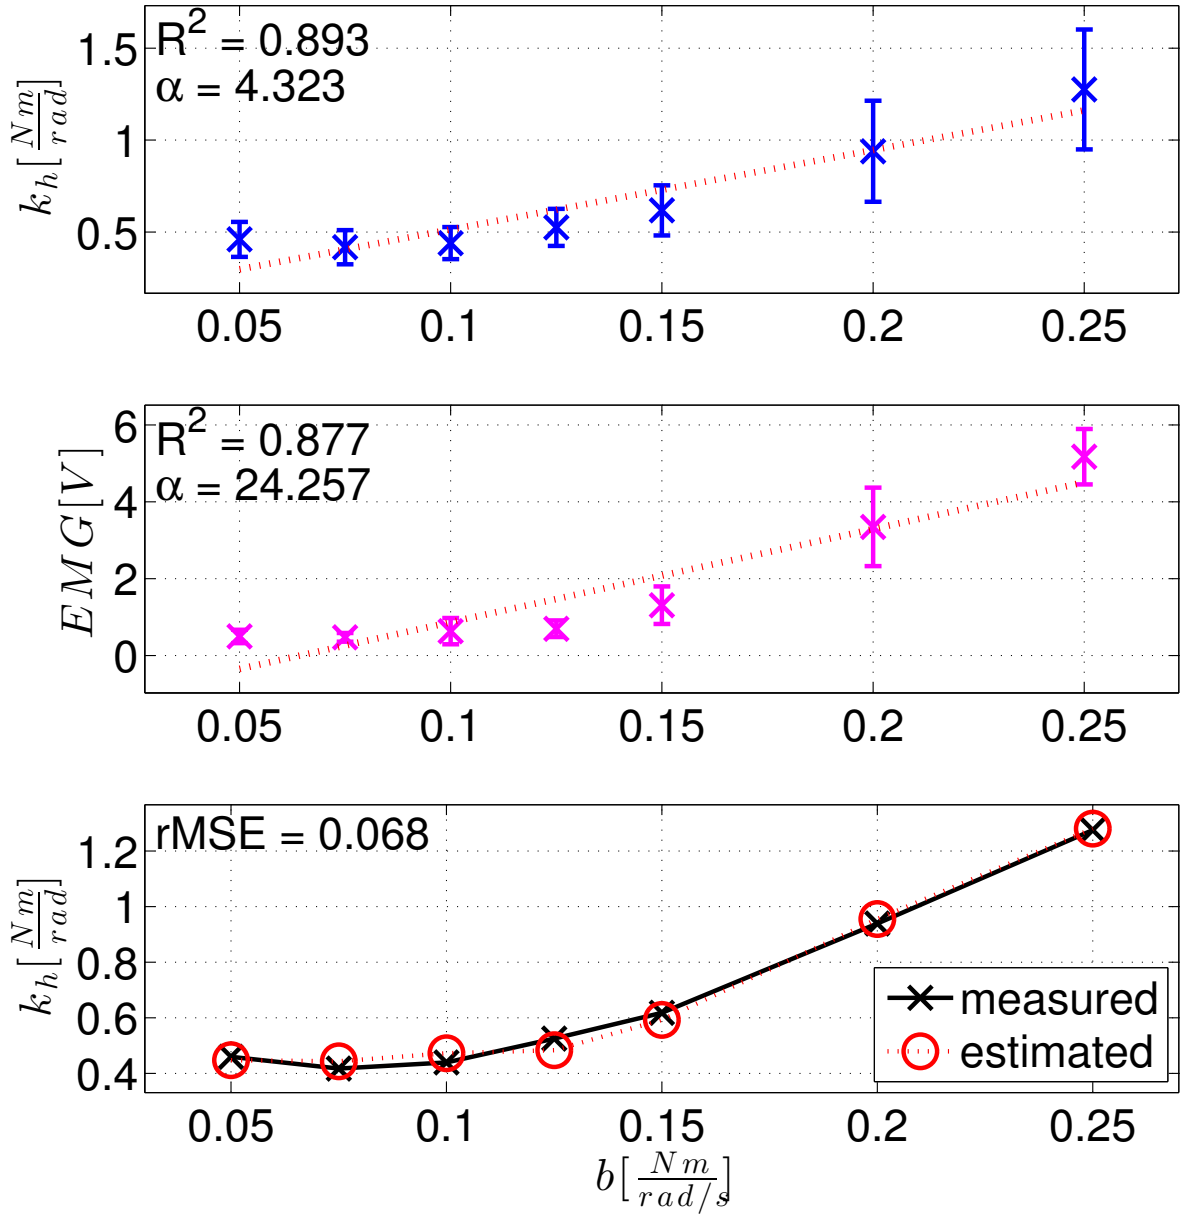 R² = 0.893
α = 4.323
k_h[Nm/rad]
1.5
1
0.5
0.05 0.1 0.15 0.2 0.25
R² = 0.877
α = 24.257
EMG[V]
6
4
2
0
0.05 0.1 0.15 0.2 0.25
rMSE = 0.068
k_h[Nm/rad]
1.2
1
0.8
0.6
0.4
measured
estimated
0.05 0.1 0.15 0.2 0.25
b[Nm/rad/s]